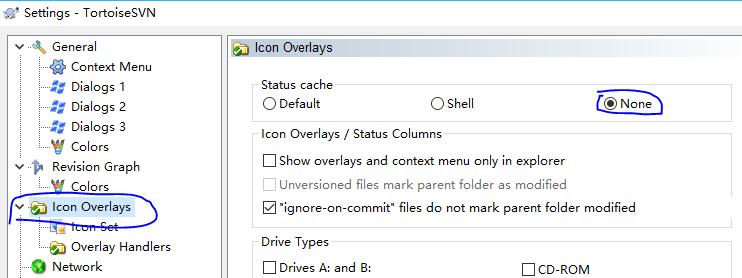 Settings - TortoiseSVN
General
Context Menu
Dialogs 1
Dialogs 2
Dialogs 3
Colors
Revision Graph
Colors
Icon Overlays
Icon Set
Overlay Handlers
Network
Icon Overlays
Status cache
Default Shell None
Icon Overlays / Status Columns
Show overlays and context menu only in explorer
Unversioned files mark parent folder as modified
"ignore-on-commit" files do not mark parent folder modified
Drive Types
Drives A: and B: CD-ROM